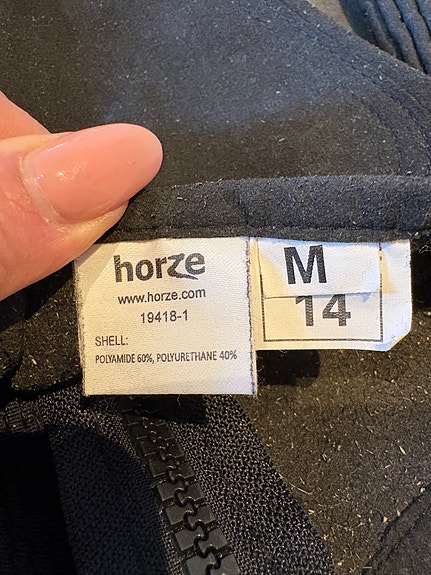 horze
www.horze.com
19418-1
SHELL:
POLYAMIDE 60%, POLYURETHANE 40%
M
14